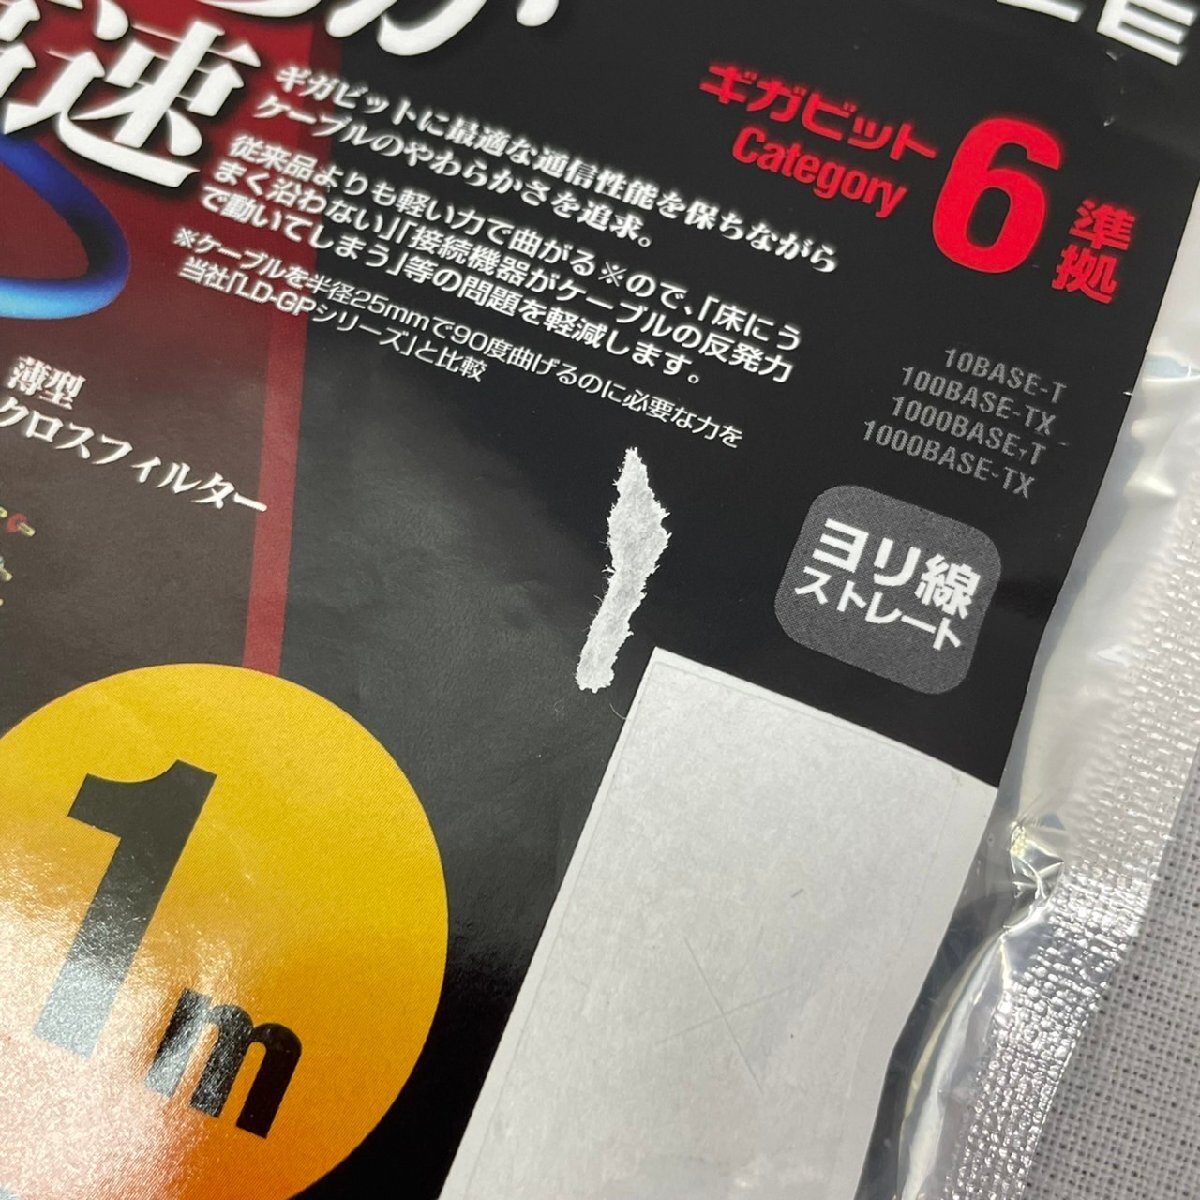 高速
ギガビットに最適な通信性能を保ちながら
ケーブルのやわらかさを追求。
従来品よりも軽い力で曲がる※ので、「床にう
まく沿わない」「接続機器がケーブルの反発力
で動いてしまう」等の問題を軽減します。
※ケーブルを半径25mmで90度曲げるのに必要な力を
当社「LD-GPシリーズ」と比較
ギガビット
Category
6
準拠
10BASE-T
100BASE-TX
1000BASE-T
1000BASE-TX
ヨリ線
ストレート
薄型
クロスフィルター
1m